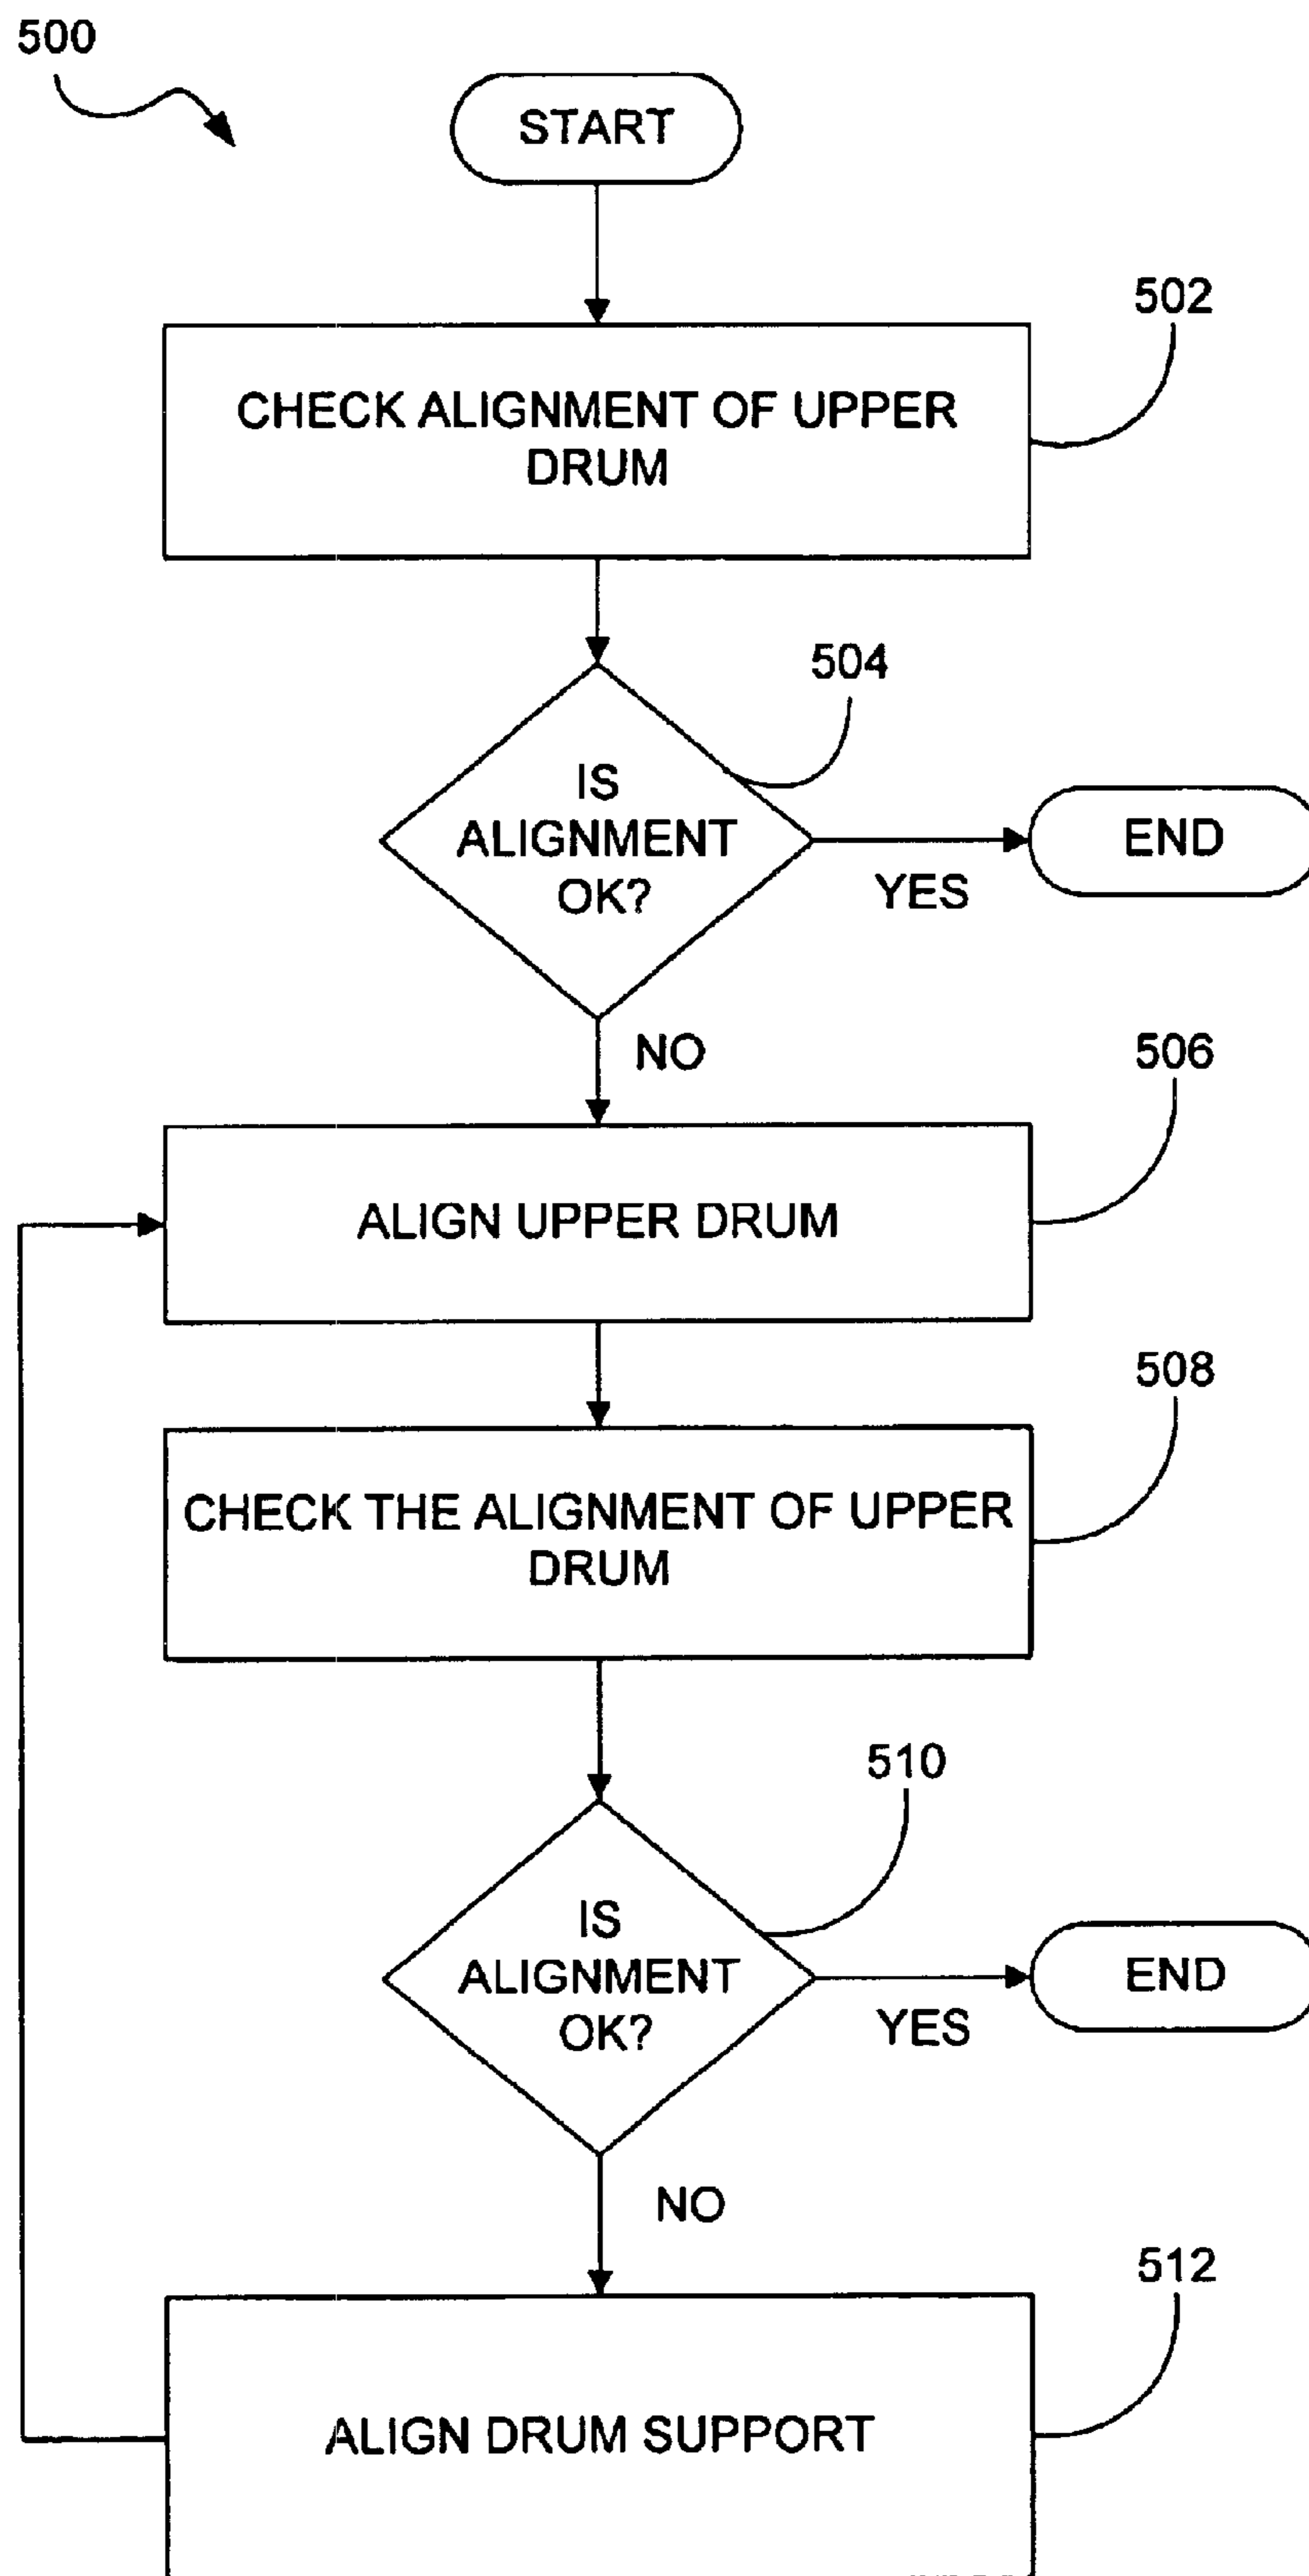 500
START
502
CHECK ALIGNMENT OF UPPER
DRUM
504
IS
ALIGNMENT
OK?
END
YES
NO
506
ALIGN UPPER DRUM
508
CHECK THE ALIGNMENT OF UPPER
DRUM
510
IS
ALIGNMENT
OK?
END
YES
NO
512
ALIGN DRUM SUPPORT